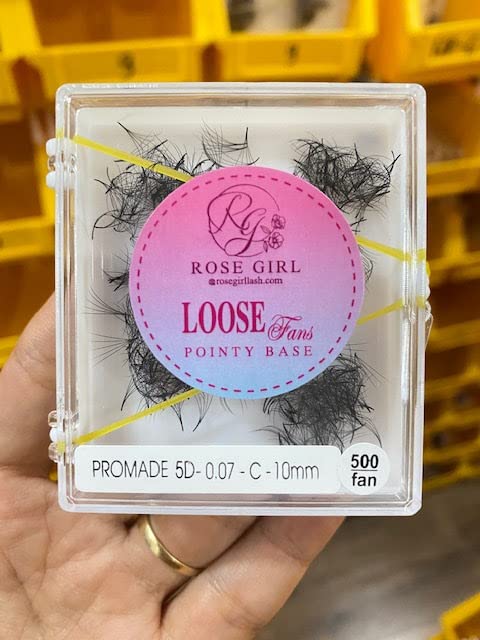 RG
ROSE GIRL
@rosegirllash.com
LOOSE Fans
POINTY BASE
PROMADE 5D - 0.07 - C - 10mm
500
fan